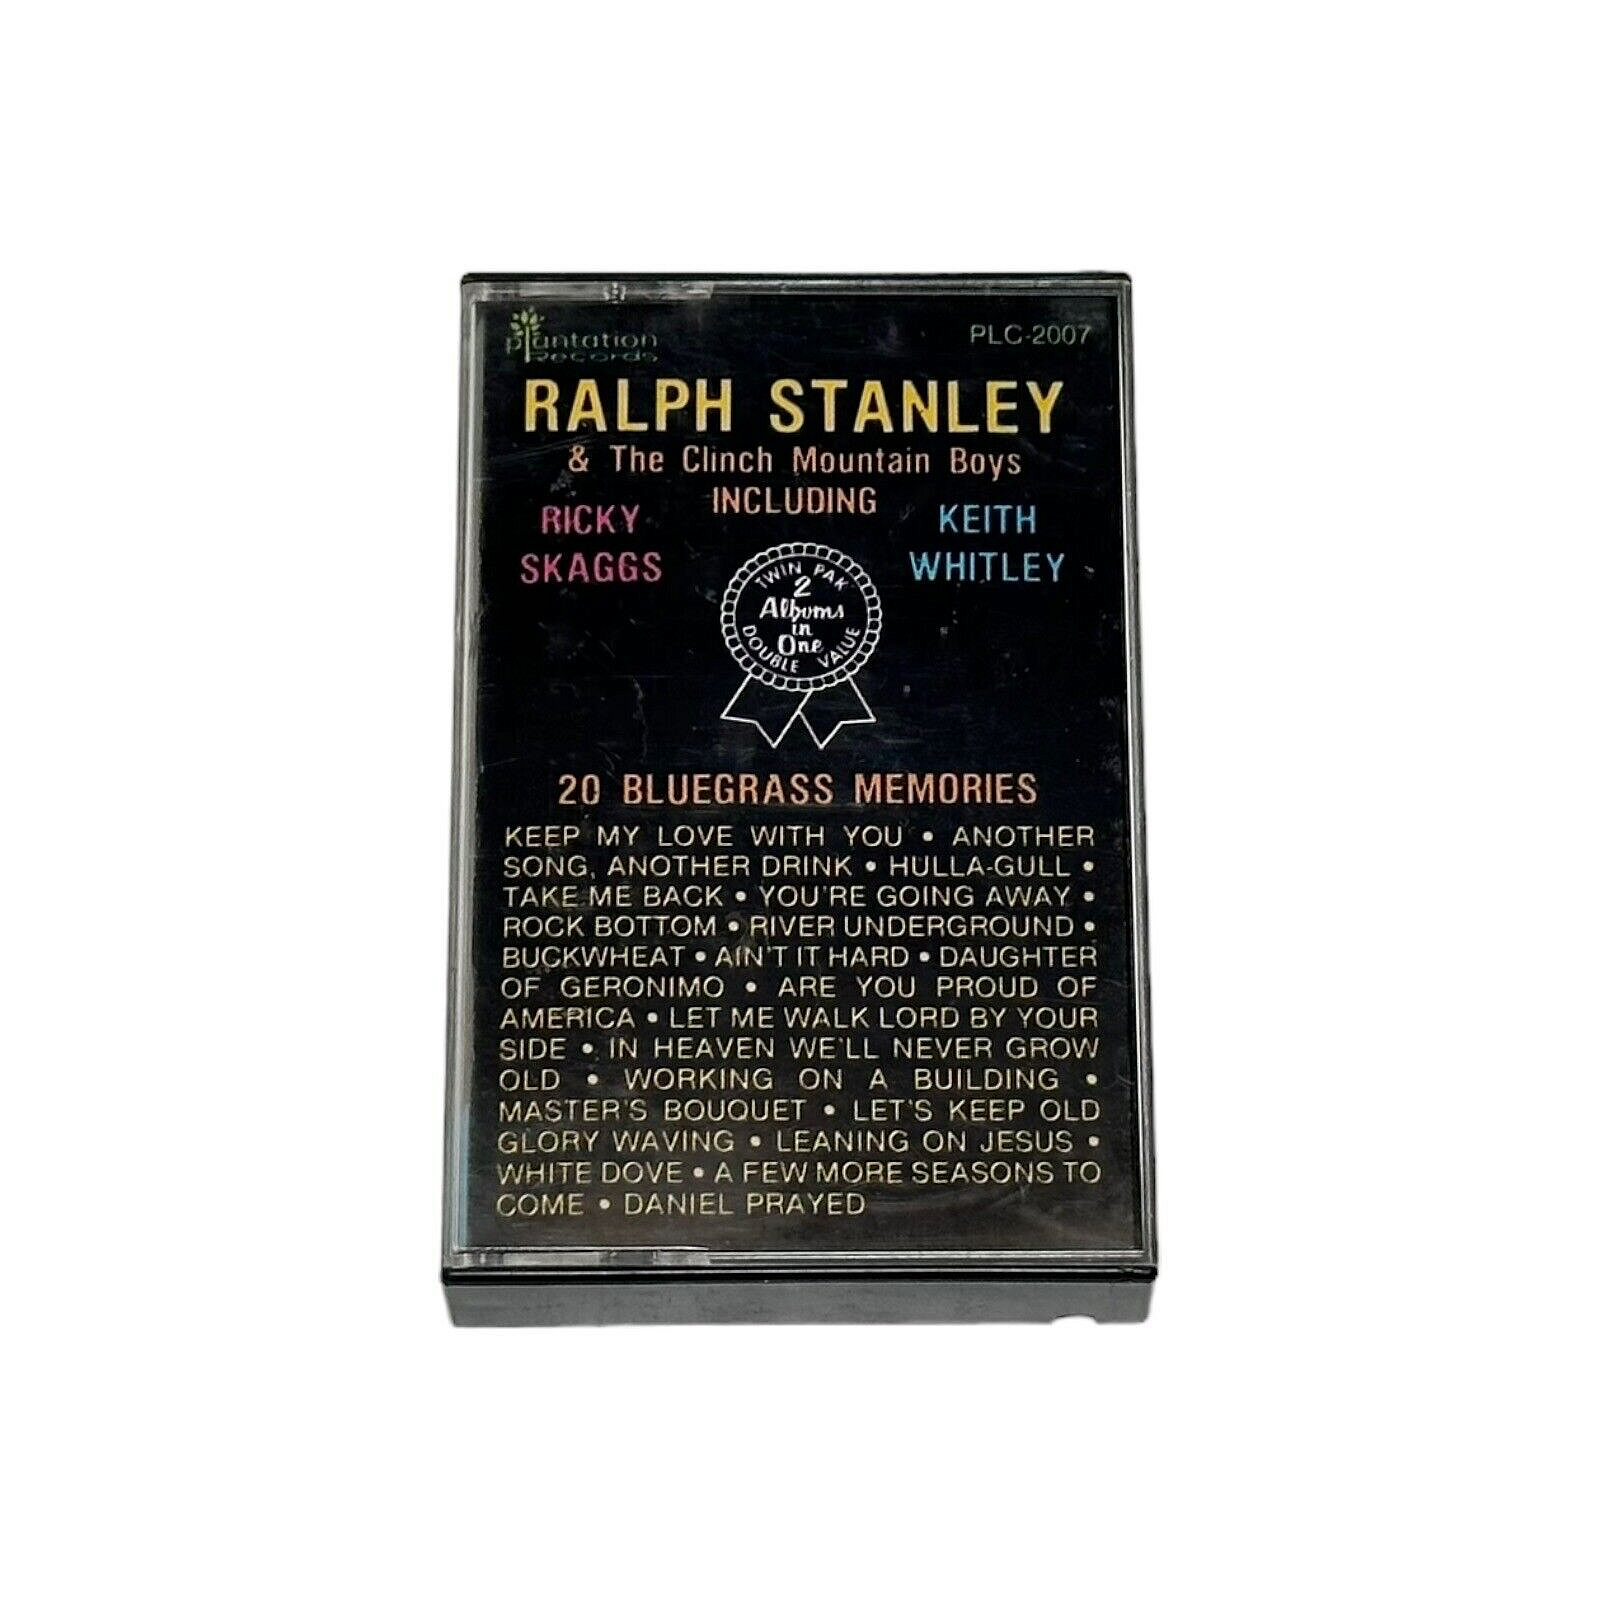 Plantation
Records
PLC-2007
RALPH STANLEY
& The Clinch Mountain Boys
INCLUDING
RICKY
SKAGGS
KEITH
WHITLEY
TWIN PAK
2
Albums
in
One
DOUBLE VALUE
20 BLUEGRASS MEMORIES
KEEP MY LOVE WITH YOU • ANOTHER
SONG, ANOTHER DRINK • HULLA-GULL •
TAKE ME BACK • YOU'RE GOING AWAY •
ROCK BOTTOM • RIVER UNDERGROUND •
BUCKWHEAT • AIN'T IT HARD • DAUGHTER
OF GERONIMO • ARE YOU PROUD OF
AMERICA • LET ME WALK LORD BY YOUR
SIDE • IN HEAVEN WE'LL NEVER GROW
OLD • WORKING ON A BUILDING •
MASTER'S BOUQUET • LET'S KEEP OLD
GLORY WAVING • LEANING ON JESUS •
WHITE DOVE • A FEW MORE SEASONS TO
COME • DANIEL PRAYED